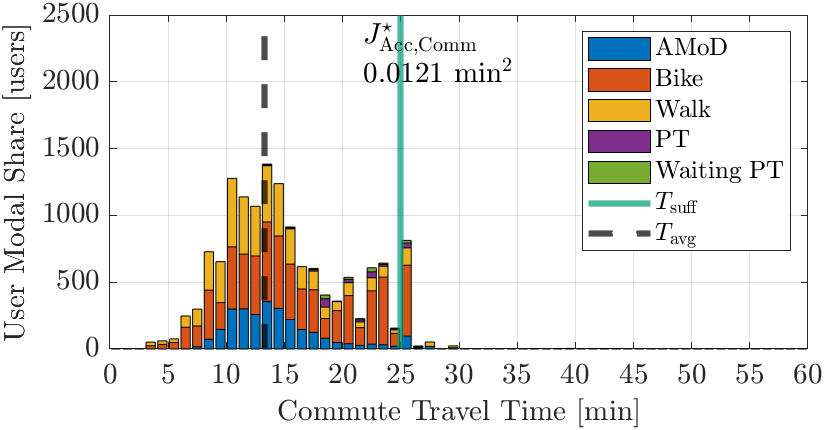 2500
2000
1500
1000
500
0
User Modal Share [users]
J⋆Acc,Comm
0.0121 min²
AMoD
Bike
Walk
PT
Waiting PT
Tsuff
Tavg
0 5 10 15 20 25 30 35 40 45 50 55 60
Commute Travel Time [min]